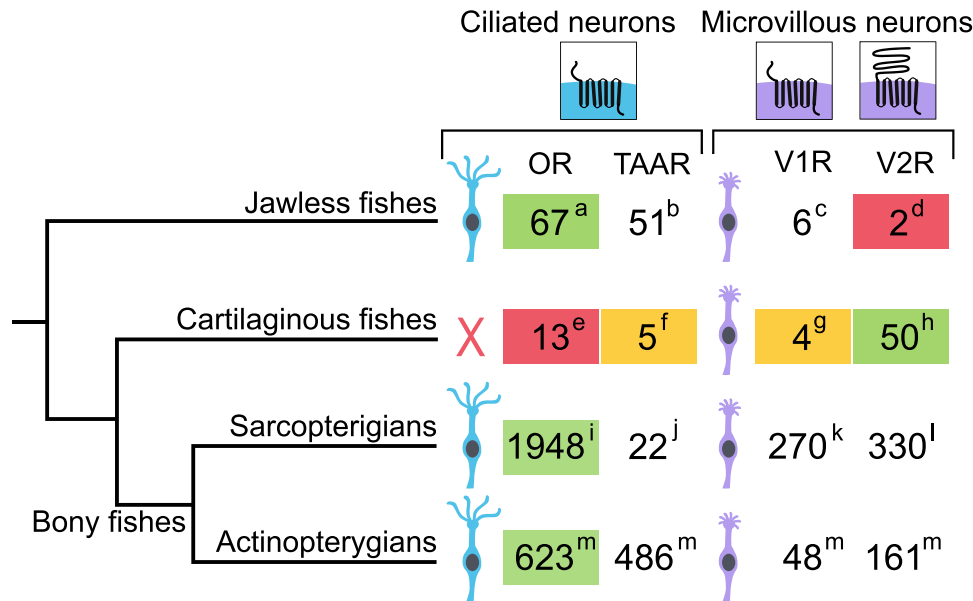 Ciliated neurons Microvillous neurons
OR TAAR V1R V2R
Jawless fishes 67a 51b 6c 2d
Cartilaginous fishes X 13e 5f 4g 50h
Sarcopterigians 1948i 22j 270k 330l
Bony fishes
Actinopterygians 623m 486m 48m 161m